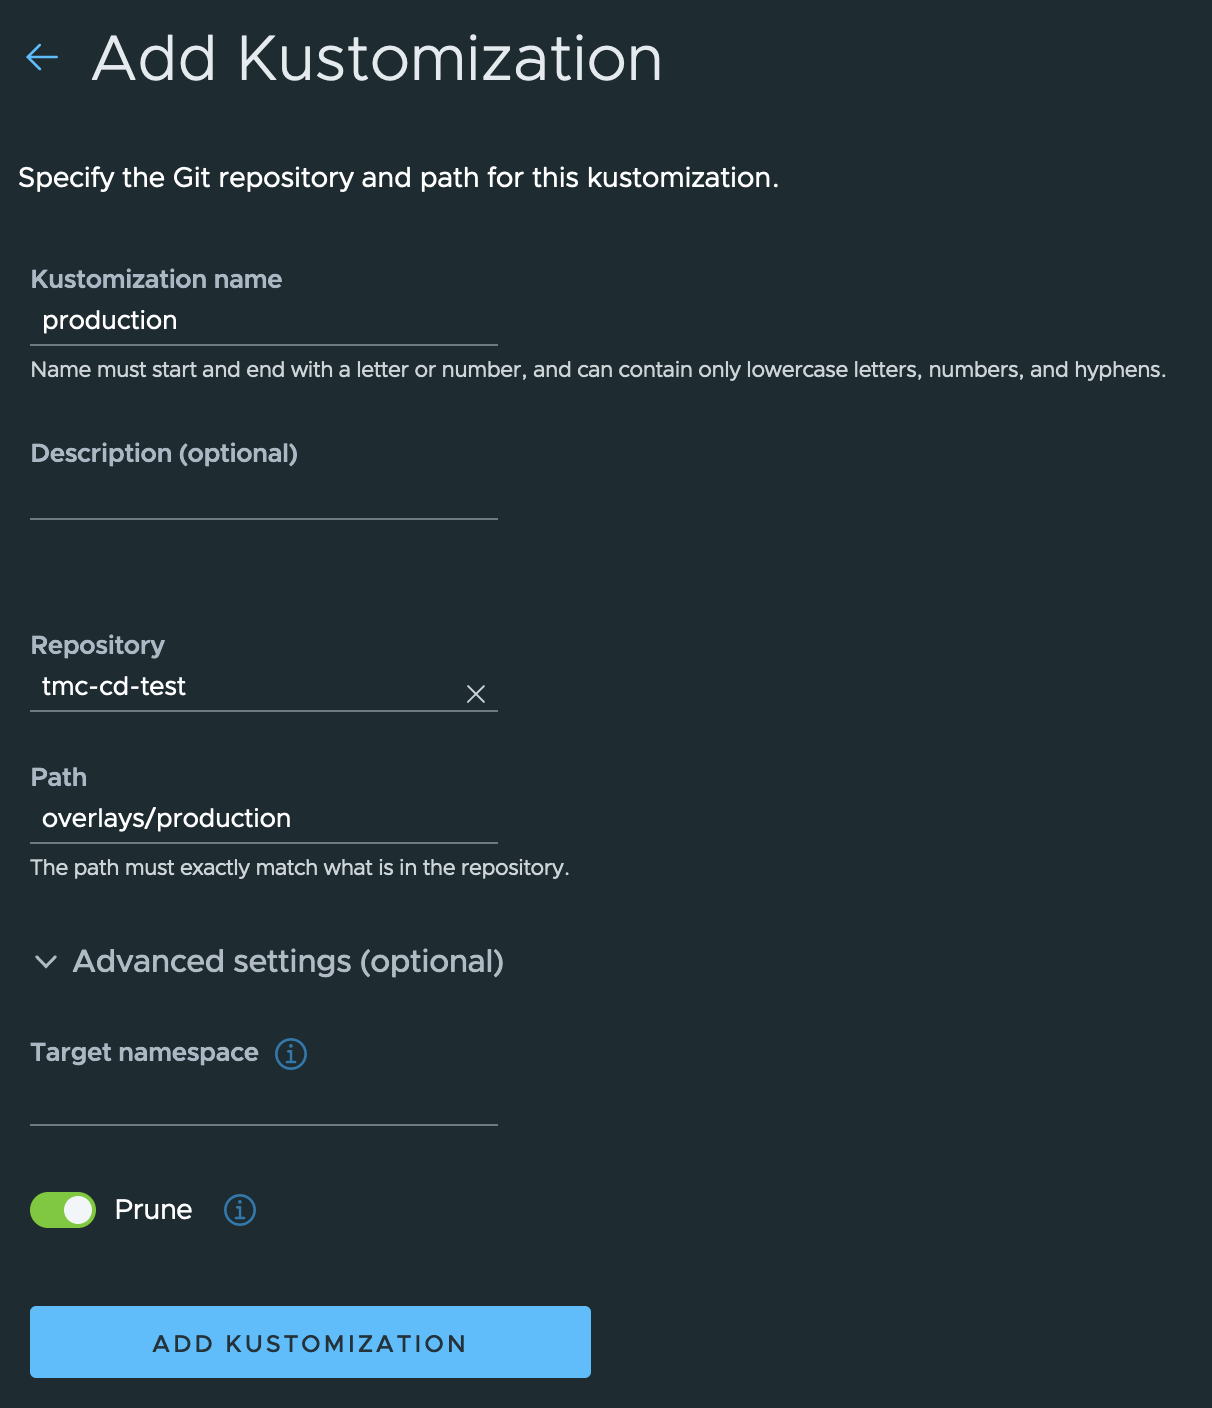 Add Kustomization
Specify the Git repository and path for this kustomization.
Kustomization name
production
Name must start and end with a letter or number, and can contain only lowercase letters, numbers, and hyphens.
Description (optional)
Repository
tmc-cd-test
Path
overlays/production
The path must exactly match what is in the repository.
Advanced settings (optional)
Target namespace
Prune
ADD KUSTOMIZATION